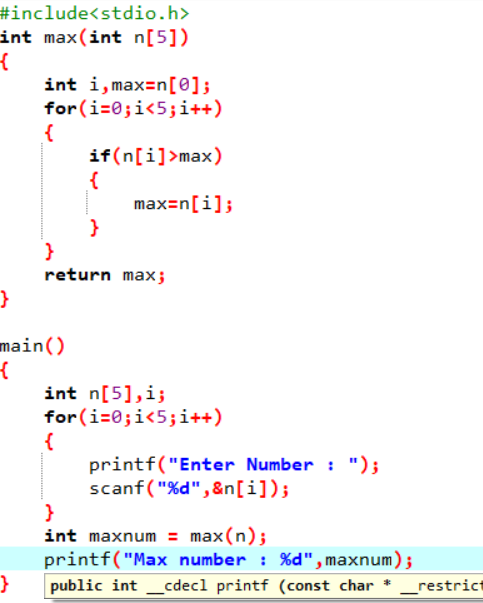 #include<stdio.h>
int max(int n[5])
{
    int i,max=n[0];
    for(i=0;i<5;i++)
    {
        if(n[i]>max)
        {
            max=n[i];
        }
    }
    return max;
}

main()
{
    int n[5],i;
    for(i=0;i<5;i++)
    {
        printf("Enter Number : ");
        scanf("%d",&n[i]);
    }
    int maxnum = max(n);
    printf("Max number : %d",maxnum);
}
public int __cdecl printf (const char * __restrict